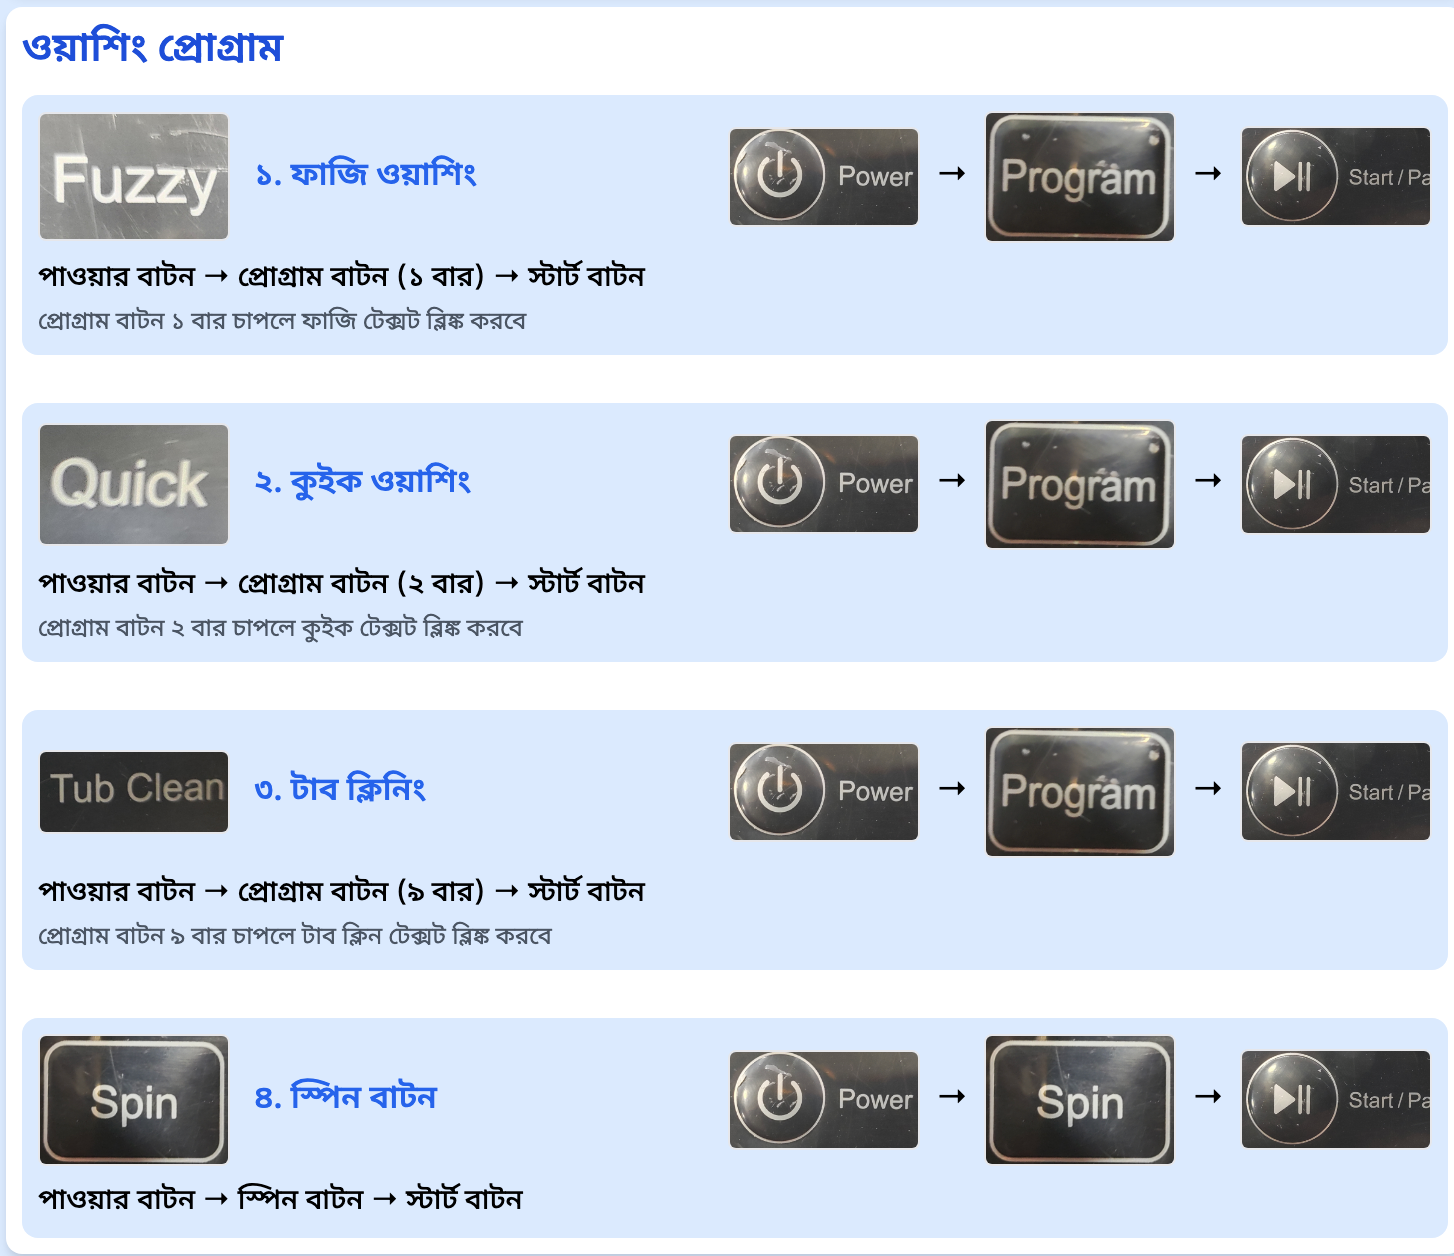 ওয়াশিং প্রোগ্রাম
Fuzzy
১. ফাজি ওয়াশিং
Power → Program → Start / Pa
পাওয়ার বাটন → প্রোগ্রাম বাটন (১ বার) → স্টার্ট বাটন
প্রোগ্রাম বাটন ১ বার চাপলে ফাজি টেক্সট ব্লিঙ্ক করবে
Quick
২. কুইক ওয়াশিং
Power → Program → Start / Pa
পাওয়ার বাটন → প্রোগ্রাম বাটন (২ বার) → স্টার্ট বাটন
প্রোগ্রাম বাটন ২ বার চাপলে কুইক টেক্সট ব্লিঙ্ক করবে
Tub Clean
৩. টাব ক্লিনিং
Power → Program → Start / Pa
পাওয়ার বাটন → প্রোগ্রাম বাটন (৯ বার) → স্টার্ট বাটন
প্রোগ্রাম বাটন ৯ বার চাপলে টাব ক্লিন টেক্সট ব্লিঙ্ক করবে
Spin
৪. স্পিন বাটন
Power → Spin → Start / Pa
পাওয়ার বাটন → স্পিন বাটন → স্টার্ট বাটন